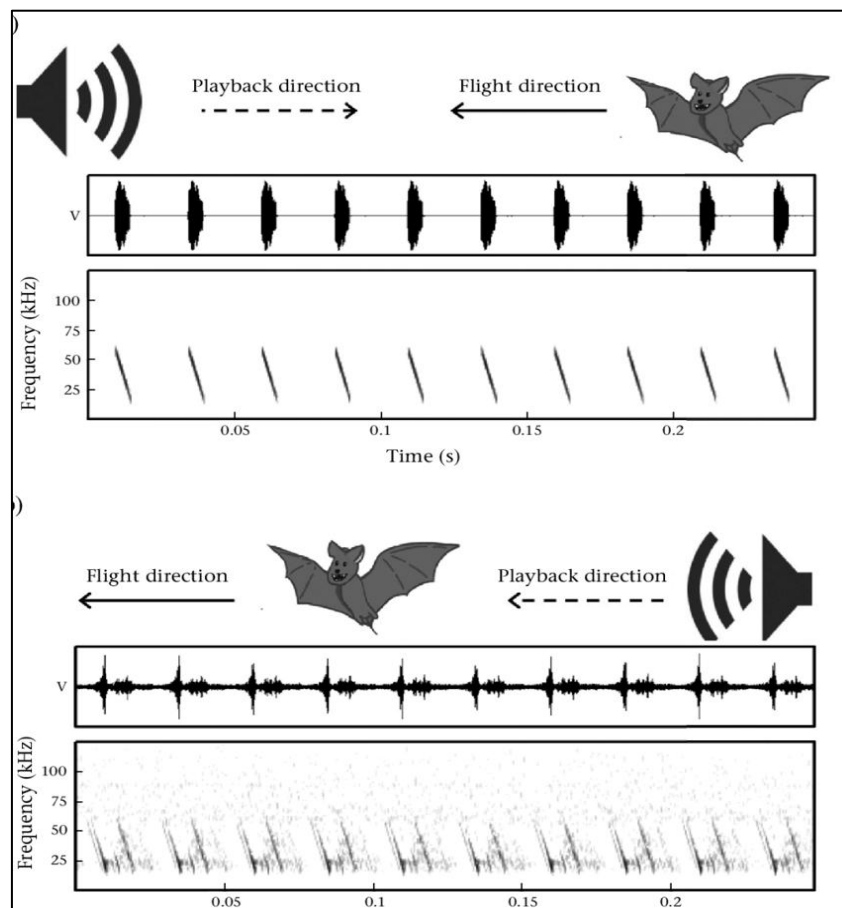 )
Playback direction Flight direction
V
Frequency (kHz)
100
75
50
25
0.05 0.1 0.15 0.2
Time (s)
)
Flight direction Playback direction
V
Frequency (kHz)
100
75
50
25
0.05 0.1 0.15 0.2